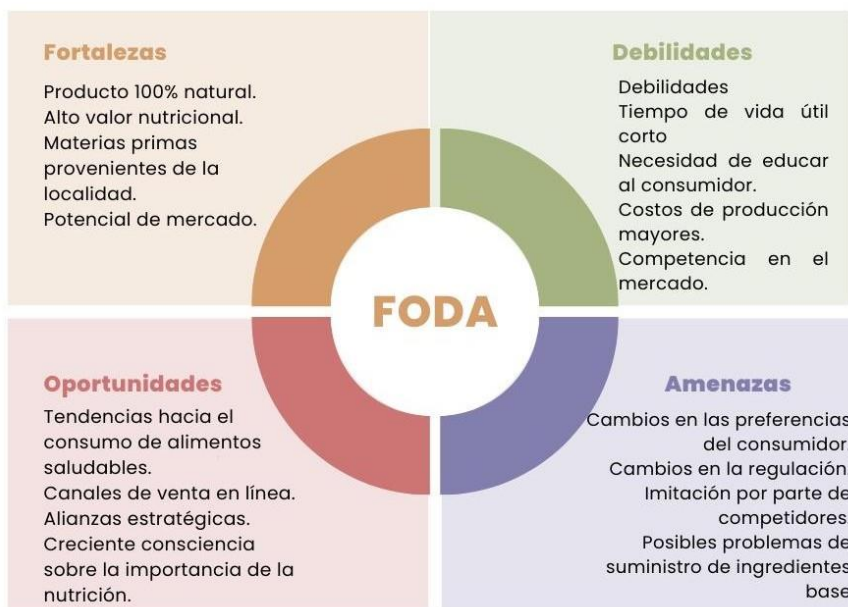 Fortalezas
Producto 100% natural.
Alto valor nutricional.
Materias primas
provenientes de la
localidad.
Potencial de mercado.
Debilidades
Debilidades
Tiempo de vida útil
corto
Necesidad de educar
al consumidor.
Costos de producción
mayores.
Competencia en el
mercado.
FODA
Oportunidades
Tendencias hacia el
consumo de alimentos
saludables.
Canales de venta en línea.
Alianzas estratégicas.
Creciente consciencia
sobre la importancia de la
nutrición.
Amenazas
Cambios en las preferencias
del consumidor.
Cambios en la regulación.
Imitación por parte de
competidores.
Posibles problemas de
suministro de ingredientes
base